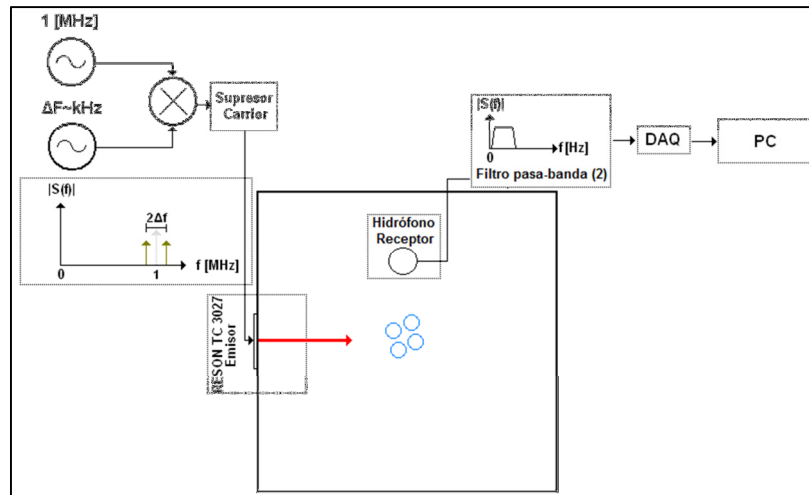 1 [MHz]
ΔF~kHz
Supresor
Carrier
|S(f)|
0
f[Hz]
Filtro pasa-banda (2)
DAQ
PC
|S(f)|
2Δf
0
1
f [MHz]
Hidrófono
Receptor
RESON TC 3027
Emisor